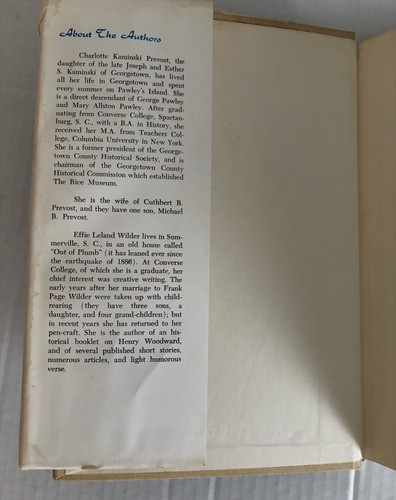 About The Authors
Charlotte Kaminski Prevost, the
daughter of the late Joseph and Esther
S. Kaminski of Georgetown, has lived
all her life in Georgetown and spent
every summer on Pawley's Island. She
is a direct descendant of George Pawley
and Mary Allston Pawley. After grad-
uating from Converse College, Spartan-
burg, S. C., with a B.A. in History, she
received her M.A. from Teachers Col-
lege, Columbia University in New York.
She is a former president of the George-
town County Historical Society, and is
chairman of the Georgetown County
Historical Commission which established
The Rice Museum.
She is the wife of Cuthbert B.
Prevost, and they have one son, Michael
B. Prevost.
Effie Leland Wilder lives in Sum-
merville, S. C., in an old house called
"Out of Plumb" (it has leaned ever since
the earthquake of 1886). At Converse
College, of which she is a graduate, her
chief interest was creative writing. The
early years after her marriage to Frank
Page Wilder were taken up with child-
rearing (they have three sons, a
daughter, and four grand-children); but
in recent years she has returned to her
pen-craft. She is the author of an his-
torical booklet on Henry Woodward,
and of several published short stories,
numerous articles, and light humorous
verse.